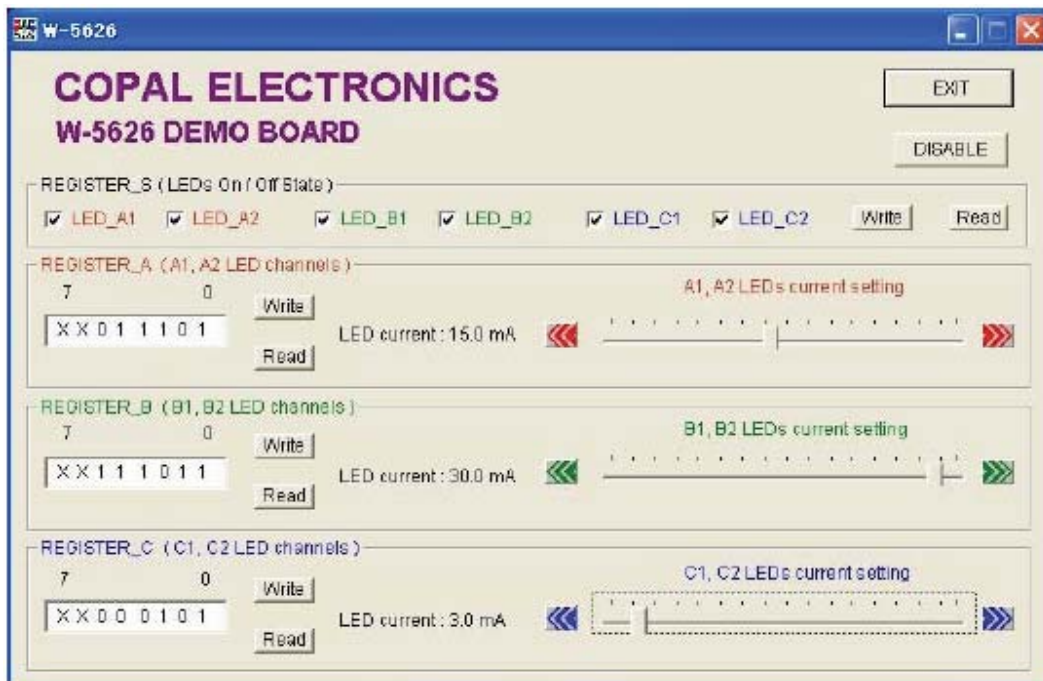 W-5626
COPAL ELECTRONICS
EXIT
W-5626 DEMO BOARD
DISABLE
REGISTER_S ( LEDs On / Off State )
LED_A1 LED_A2 LED_B1 LED_B2 LED_C1 LED_C2 Write Read
REGISTER_A ( A1, A2 LED channels )
7 0
Write
A1, A2 LEDs current setting
X X 0 1 1 1 0 1
LED current : 15.0 mA
Read
REGISTER_B ( B1, B2 LED channels )
7 0
Write
B1, B2 LEDs current setting
X X 1 1 1 0 1 1
LED current : 30.0 mA
Read
REGISTER_C ( C1, C2 LED channels )
7 0
Write
C1, C2 LEDs current setting
X X 0 0 0 1 0 1
LED current : 3.0 mA
Read